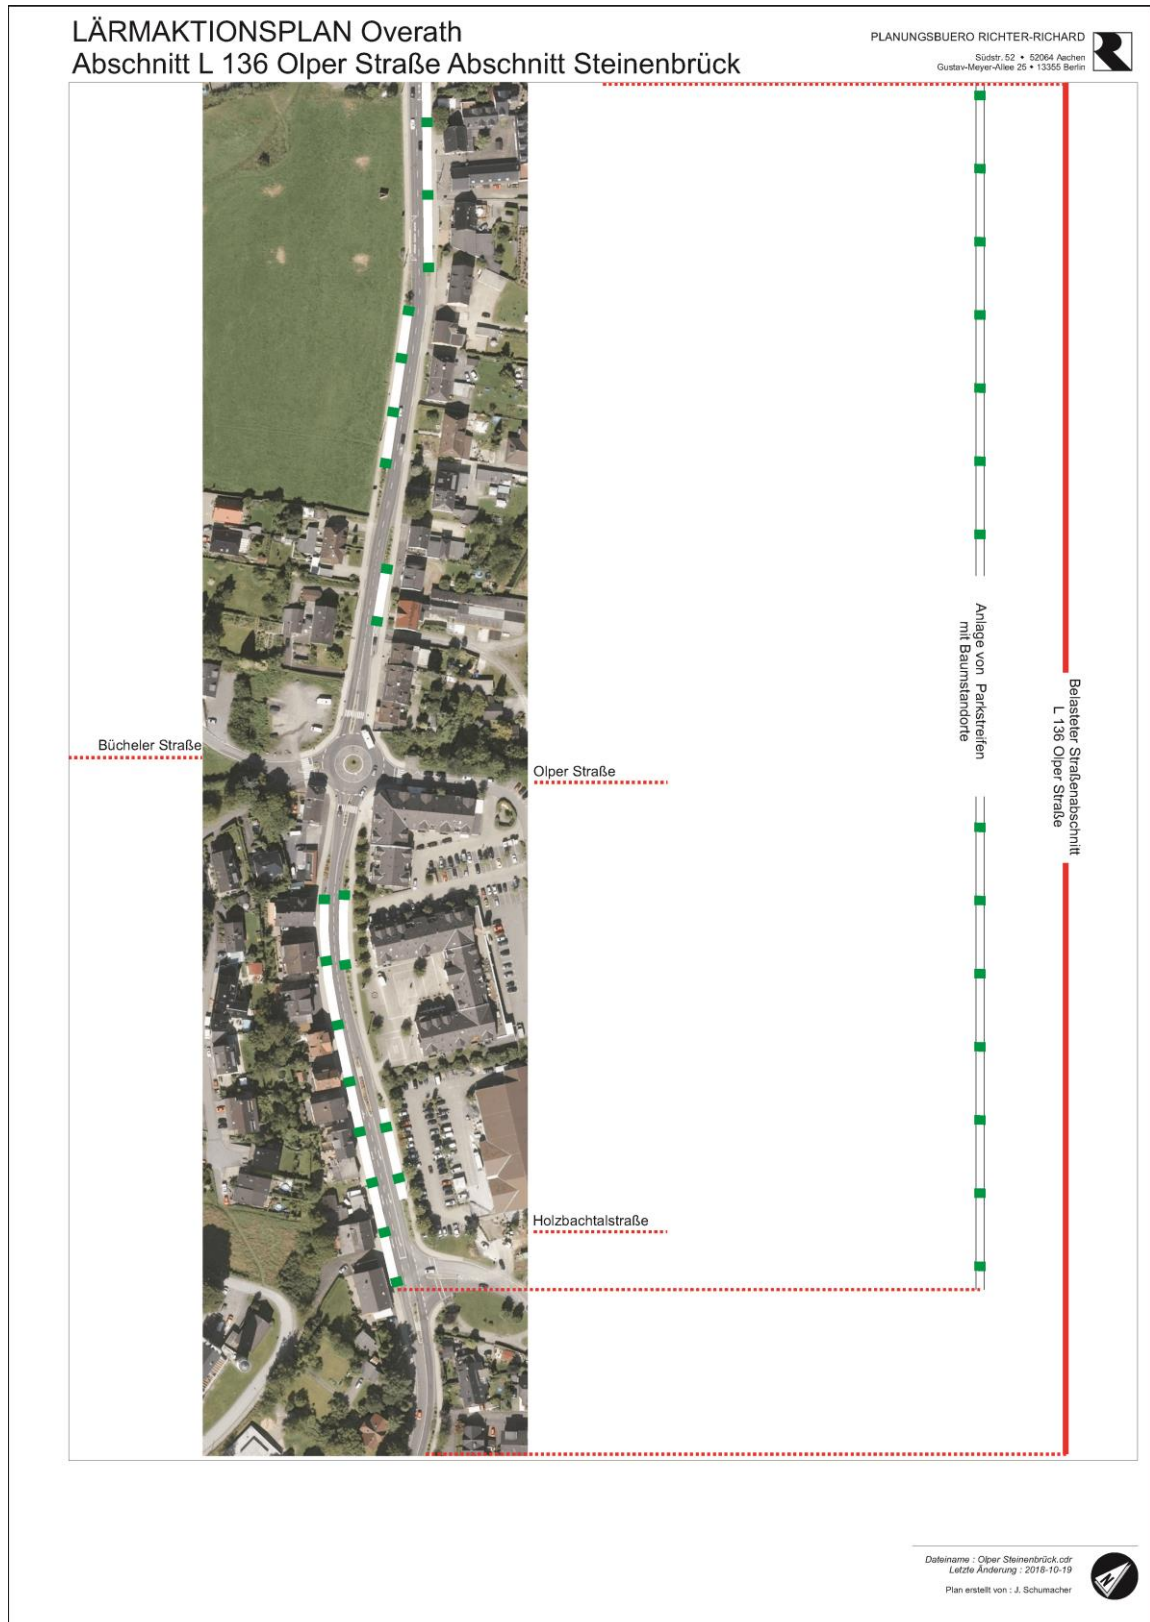 LÄRMAKTIONSPLAN Overath
Abschnitt L 136 Olper Straße Abschnitt Steinenbrück
PLANUNGSBUERO RICHTER-RICHARD
Südstr. 52 • 52064 Aachen
Gustav-Meyer-Allee 25 • 13355 Berlin
Anlage von Parkstreifen
mit Baumstandorte
Belasteter Straßenabschnitt
L 136 Olper Straße
Bücheler Straße
Olper Straße
Holzbachtalstraße
Dateiname : Olper Steinenbrück.cdr
Letzte Änderung : 2018-10-19
Plan erstellt von : J. Schumacher
N